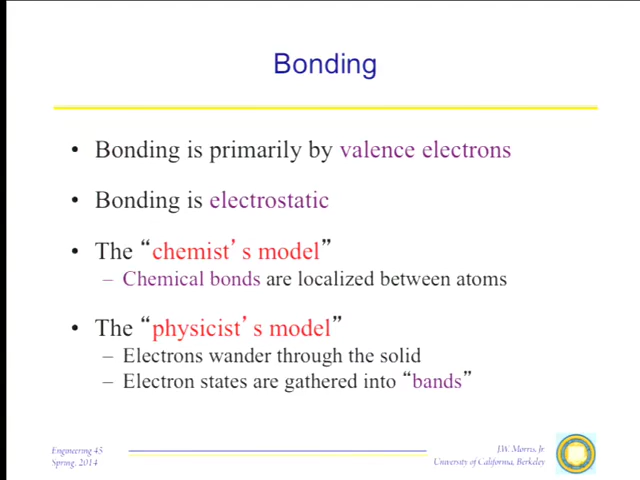 Bonding
• Bonding is primarily by valence electrons
• Bonding is electrostatic
• The “chemist’s model”
– Chemical bonds are localized between atoms
• The “physicist’s model”
– Electrons wander through the solid
– Electron states are gathered into “bands”
Engineering 45
Spring, 2014
J.W. Morris, Jr
University of California, Berkeley